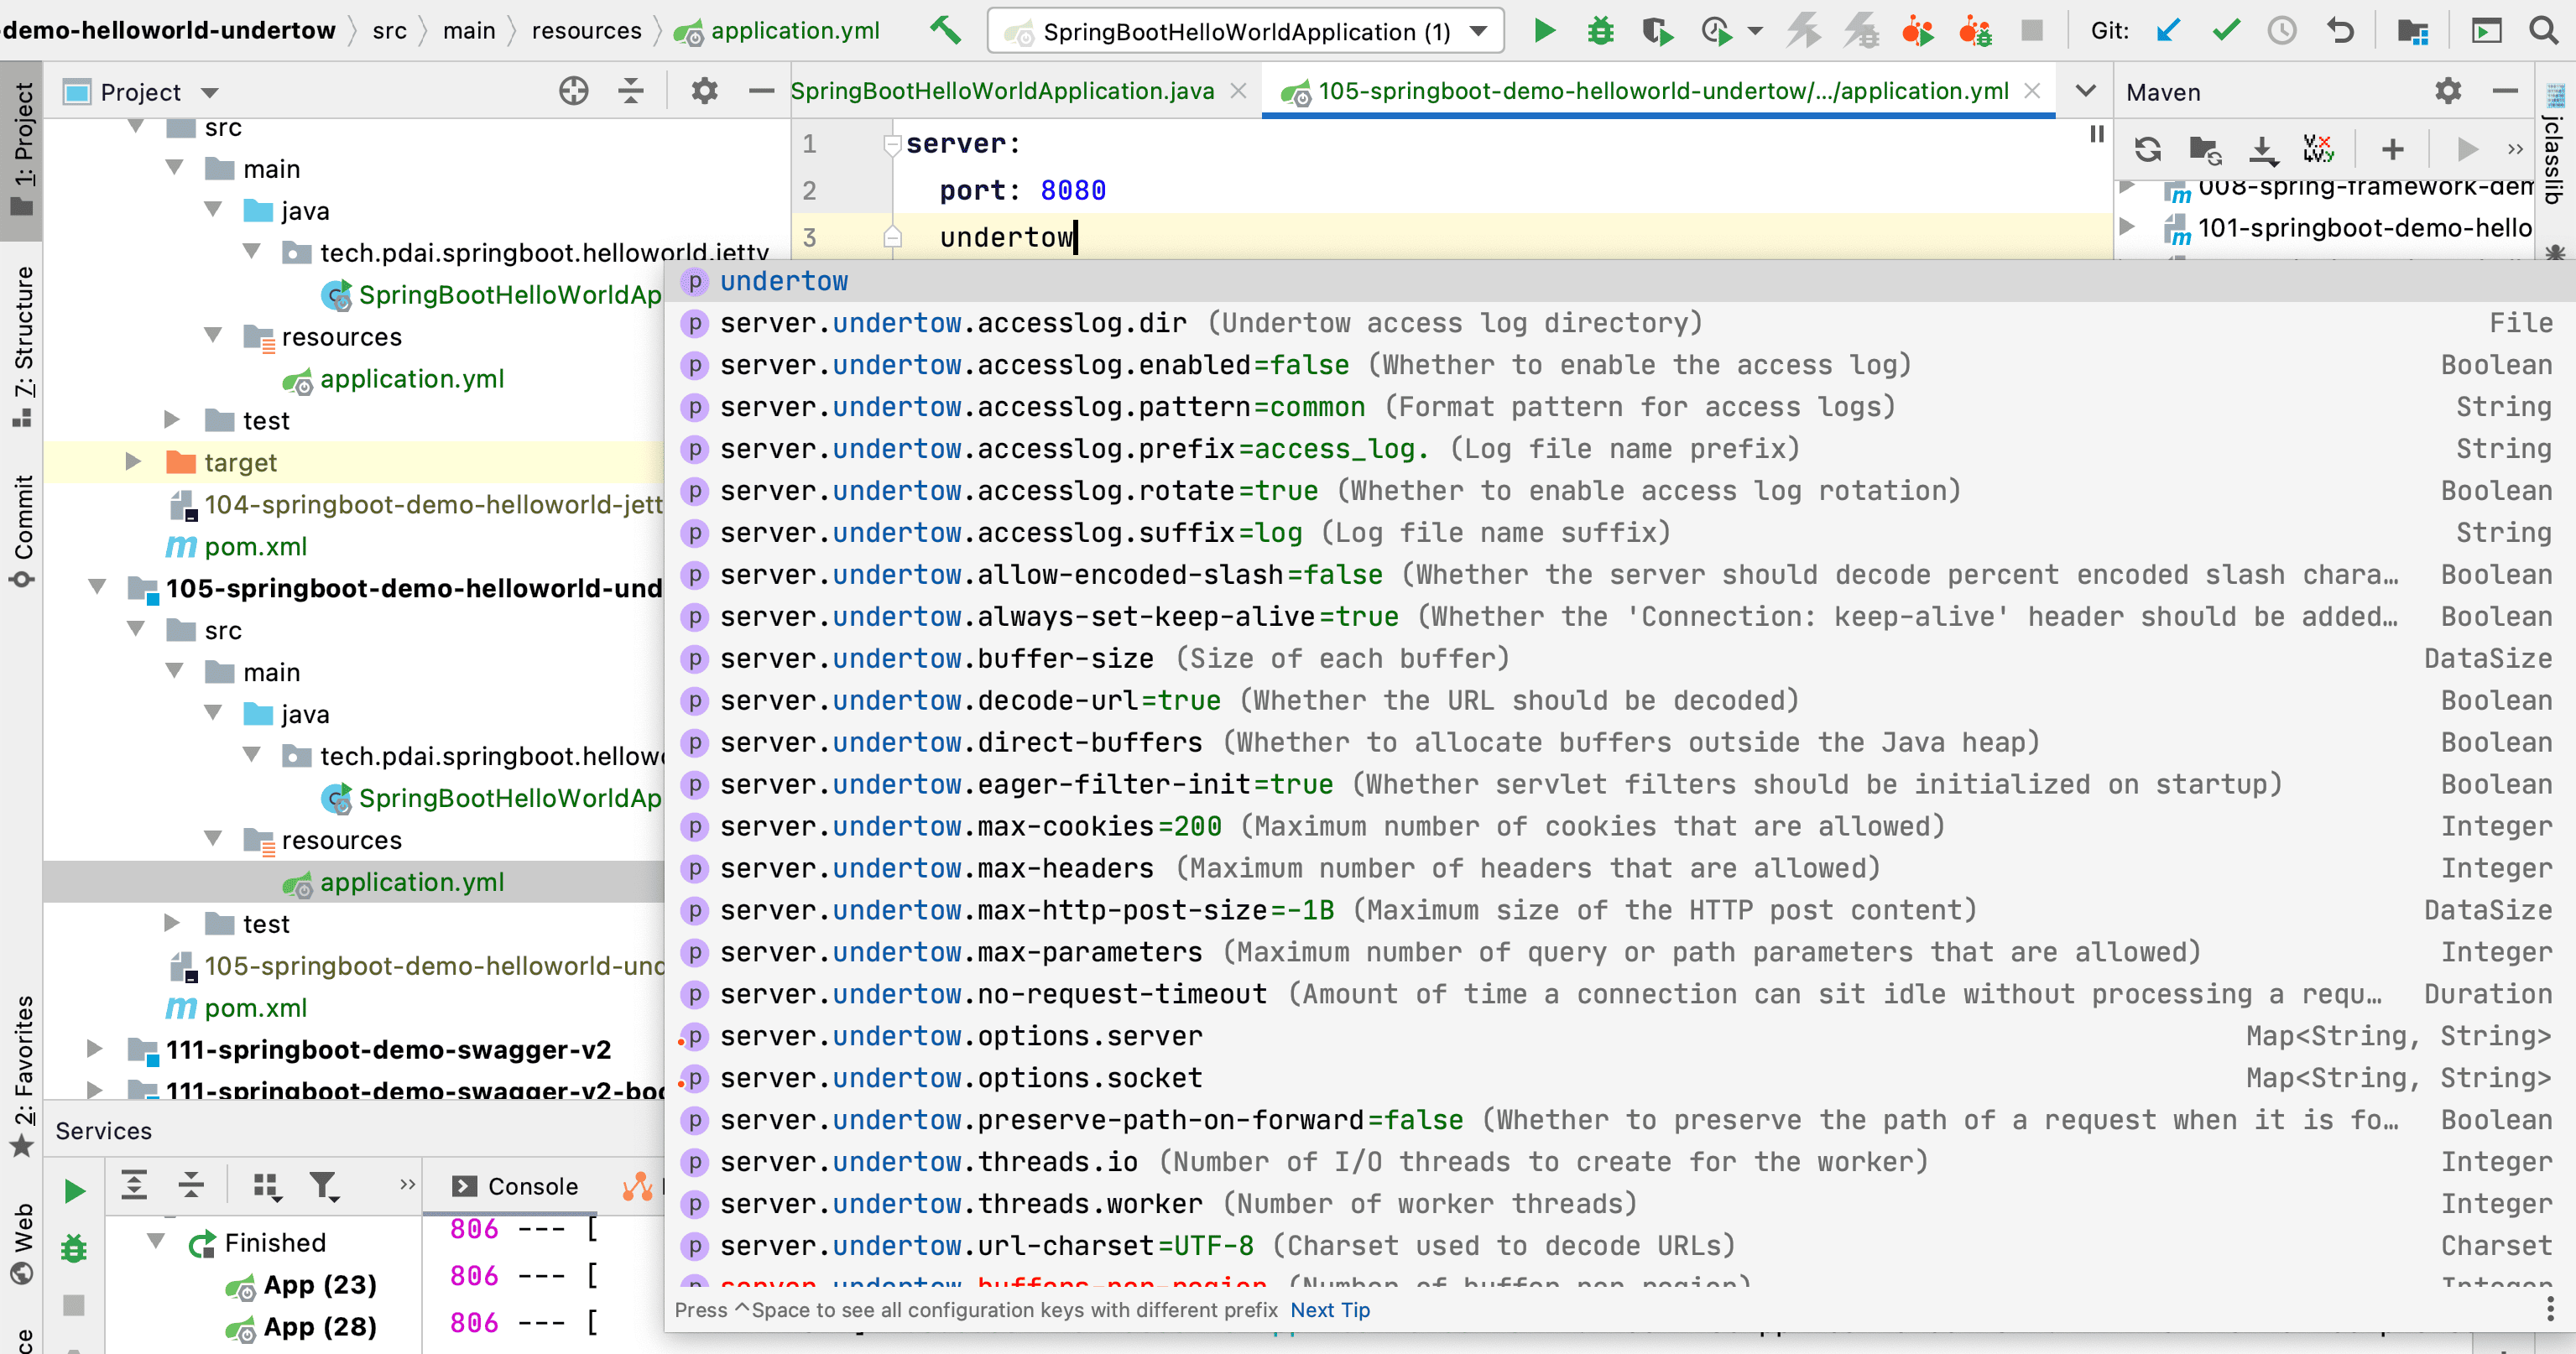 demo-helloworld-undertow
src
main
resources
application.yml
SpringBootHelloWorldApplication (1)
Git:
1: Project
Z: Structure
Commit
2: Favorites
Web
Project
src
main
java
tech.pdai.springboot.helloworld.jetty
SpringBootHelloWorldAp
resources
application.yml
test
target
104-springboot-demo-helloworld-jett
pom.xml
105-springboot-demo-helloworld-und
src
main
java
tech.pdai.springboot.hellow
SpringBootHelloWorldAp
resources
application.yml
test
105-springboot-demo-helloworld-und
pom.xml
111-springboot-demo-swagger-v2
111-springboot-demo-swagger-v2-boo
SpringBootHelloWorldApplication.java
105-springboot-demo-helloworld-undertow/.../application.yml
1 server:
2 port: 8080
3 undertow
Maven
008-spring-framework-dem
101-springboot-demo-hello
jclasslib
p undertow
p server.undertow.accesslog.dir (Undertow access log directory) File
p server.undertow.accesslog.enabled=false (Whether to enable the access log) Boolean
p server.undertow.accesslog.pattern=common (Format pattern for access logs) String
p server.undertow.accesslog.prefix=access_log. (Log file name prefix) String
p server.undertow.accesslog.rotate=true (Whether to enable access log rotation) Boolean
p server.undertow.accesslog.suffix=log (Log file name suffix) String
p server.undertow.allow-encoded-slash=false (Whether the server should decode percent encoded slash chara… Boolean
p server.undertow.always-set-keep-alive=true (Whether the 'Connection: keep-alive' header should be added… Boolean
p server.undertow.buffer-size (Size of each buffer) DataSize
p server.undertow.decode-url=true (Whether the URL should be decoded) Boolean
p server.undertow.direct-buffers (Whether to allocate buffers outside the Java heap) Boolean
p server.undertow.eager-filter-init=true (Whether servlet filters should be initialized on startup) Boolean
p server.undertow.max-cookies=200 (Maximum number of cookies that are allowed) Integer
p server.undertow.max-headers (Maximum number of headers that are allowed) Integer
p server.undertow.max-http-post-size=-1B (Maximum size of the HTTP post content) DataSize
p server.undertow.max-parameters (Maximum number of query or path parameters that are allowed) Integer
p server.undertow.no-request-timeout (Amount of time a connection can sit idle without processing a requ… Duration
p server.undertow.options.server Map<String, String>
p server.undertow.options.socket Map<String, String>
p server.undertow.preserve-path-on-forward=false (Whether to preserve the path of a request when it is fo… Boolean
p server.undertow.threads.io (Number of I/O threads to create for the worker) Integer
p server.undertow.threads.worker (Number of worker threads) Integer
p server.undertow.url-charset=UTF-8 (Charset used to decode URLs) Charset
p server.undertow.buffers-per-region (Number of buffer per region) Integer
Press ^Space to see all configuration keys with different prefix Next Tip
Services
Console
Finished
App (23)
App (28)
806 --- [
806 --- [
806 --- [